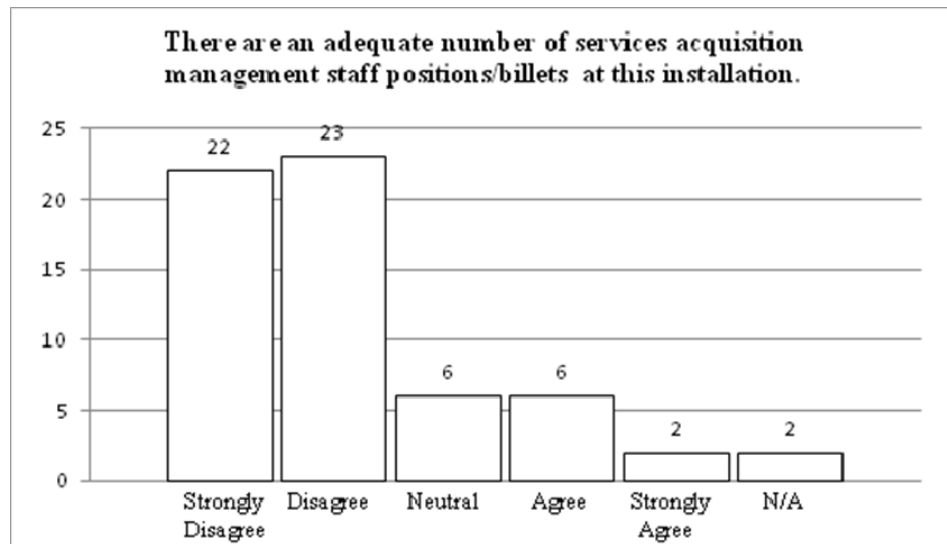 There are an adequate number of services acquisition
management staff positions/billets at this installation.
25
20
15
10
5
0
22
23
6
6
2
2
Strongly
Disagree
Disagree
Neutral
Agree
Strongly
Agree
N/A